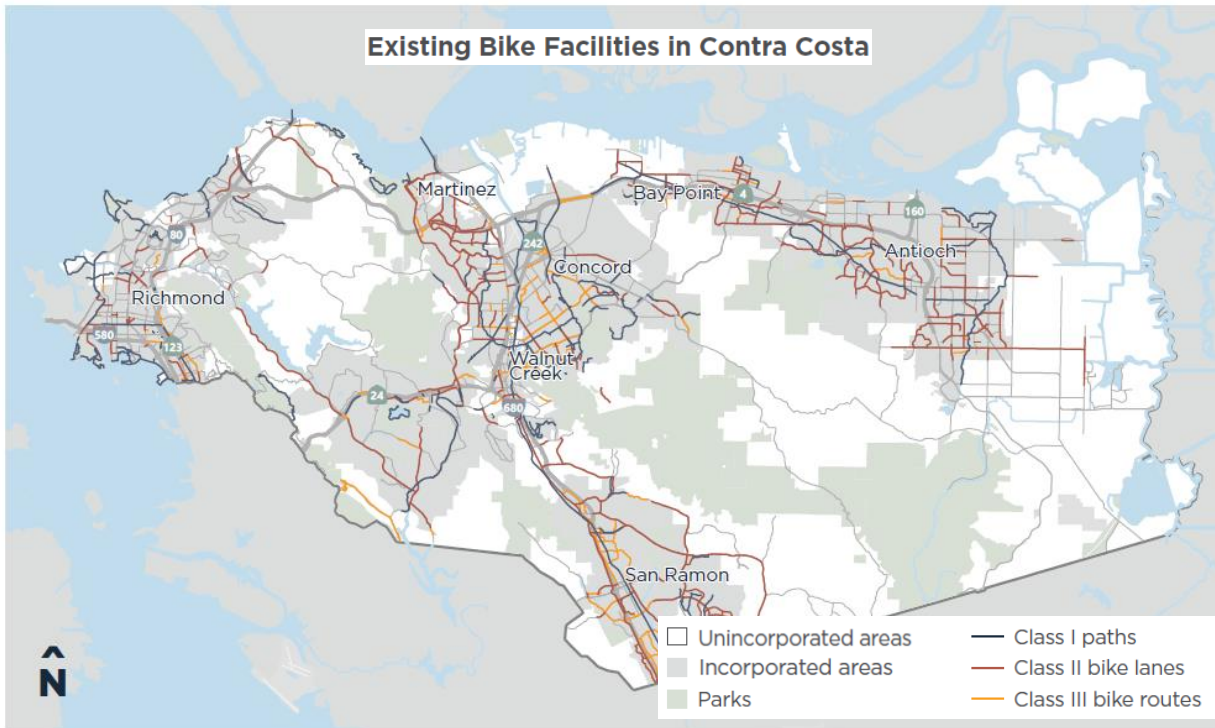 Existing Bike Facilities in Contra Costa
Martinez
Bay Point
4
160
80
242
Antioch
Concord
Richmond
580
123
Walnut
Creek
24
680
San Ramon
Unincorporated areas
Incorporated areas
Parks
Class I paths
Class II bike lanes
Class III bike routes
N